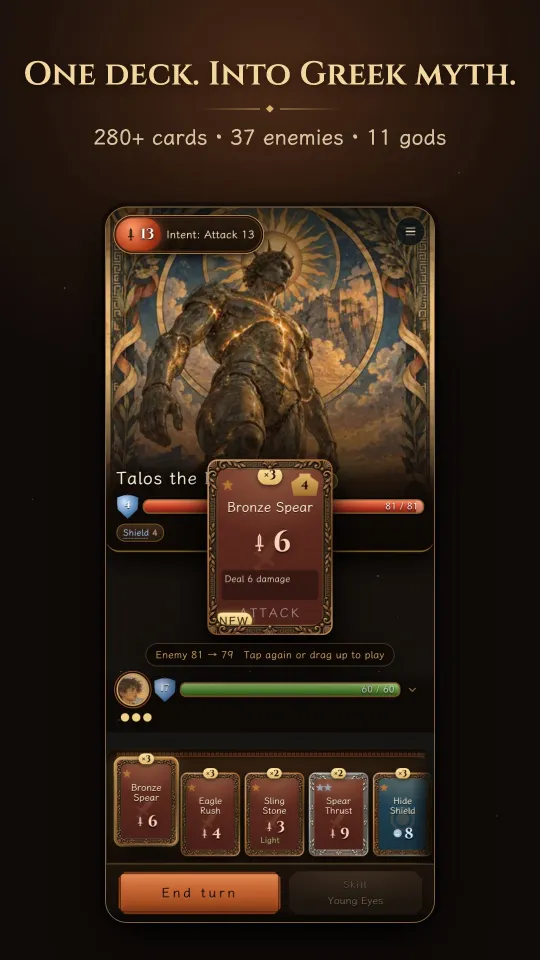 One deck. Into Greek myth.
280+ cards • 37 enemies • 11 gods
13 Intent: Attack 13
Talos the
4
81 / 81
Shield 4
×3
4
Bronze Spear
6
Deal 6 damage
ATTACK
NEW
Enemy 81 → 79 Tap again or drag up to play
17
60 / 60
×3
Bronze
Spear
6
×3
Eagle
Rush
4
×2
Sling
Stone
3
Light
×2
Spear
Thrust
9
×3
Hide
Shield
8
End turn
Skill
Young Eyes